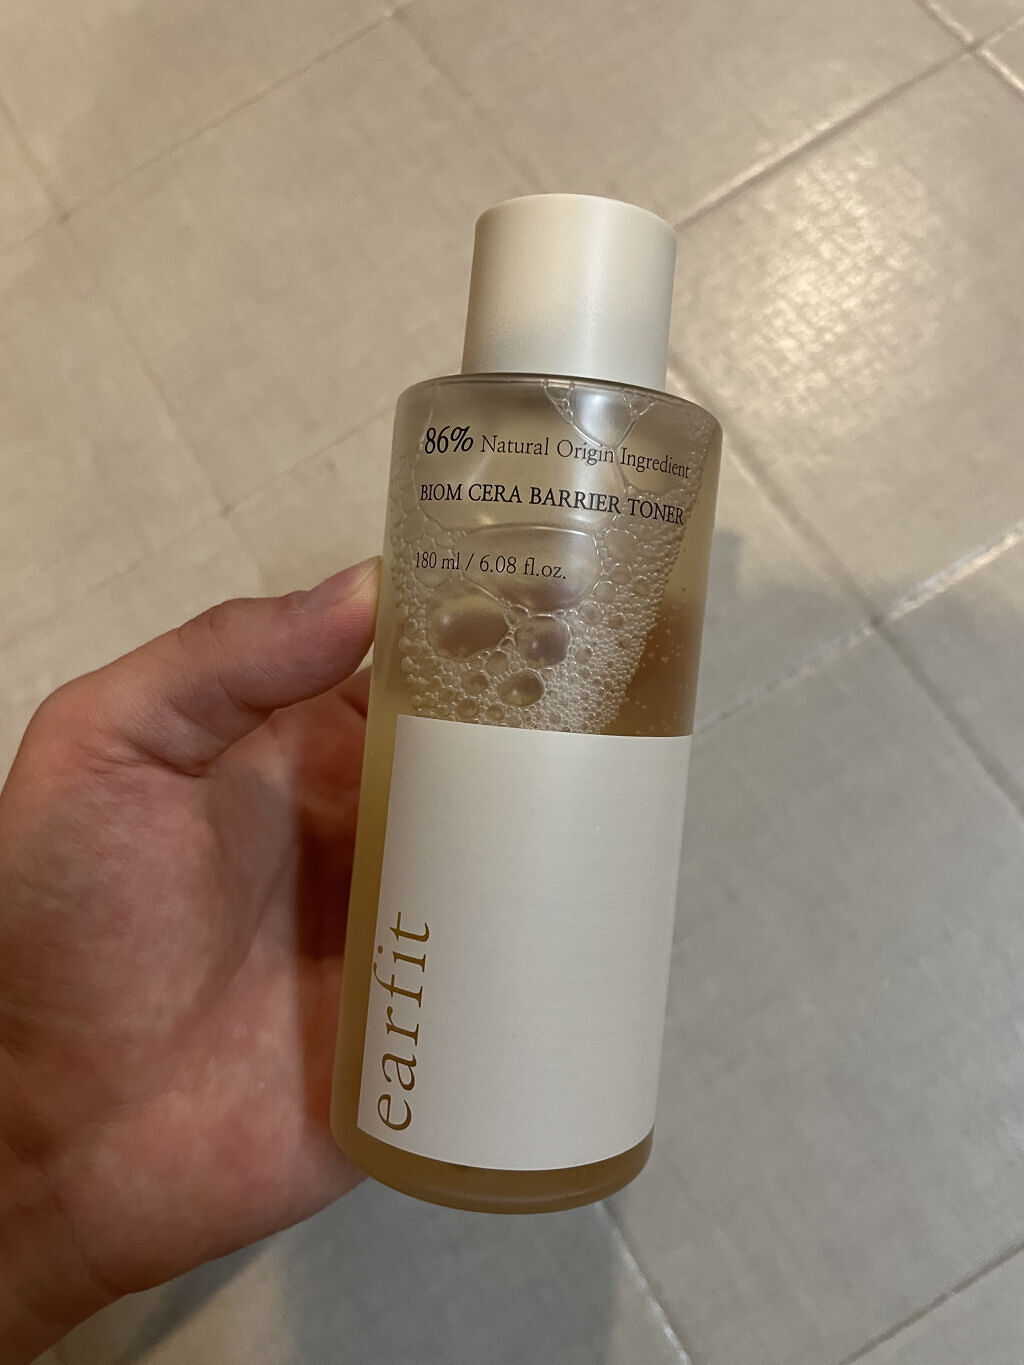 86% Natural Origin Ingredient
BIOM CERA BARRIER TONER
180 ml / 6.08 fl.oz.
earfit